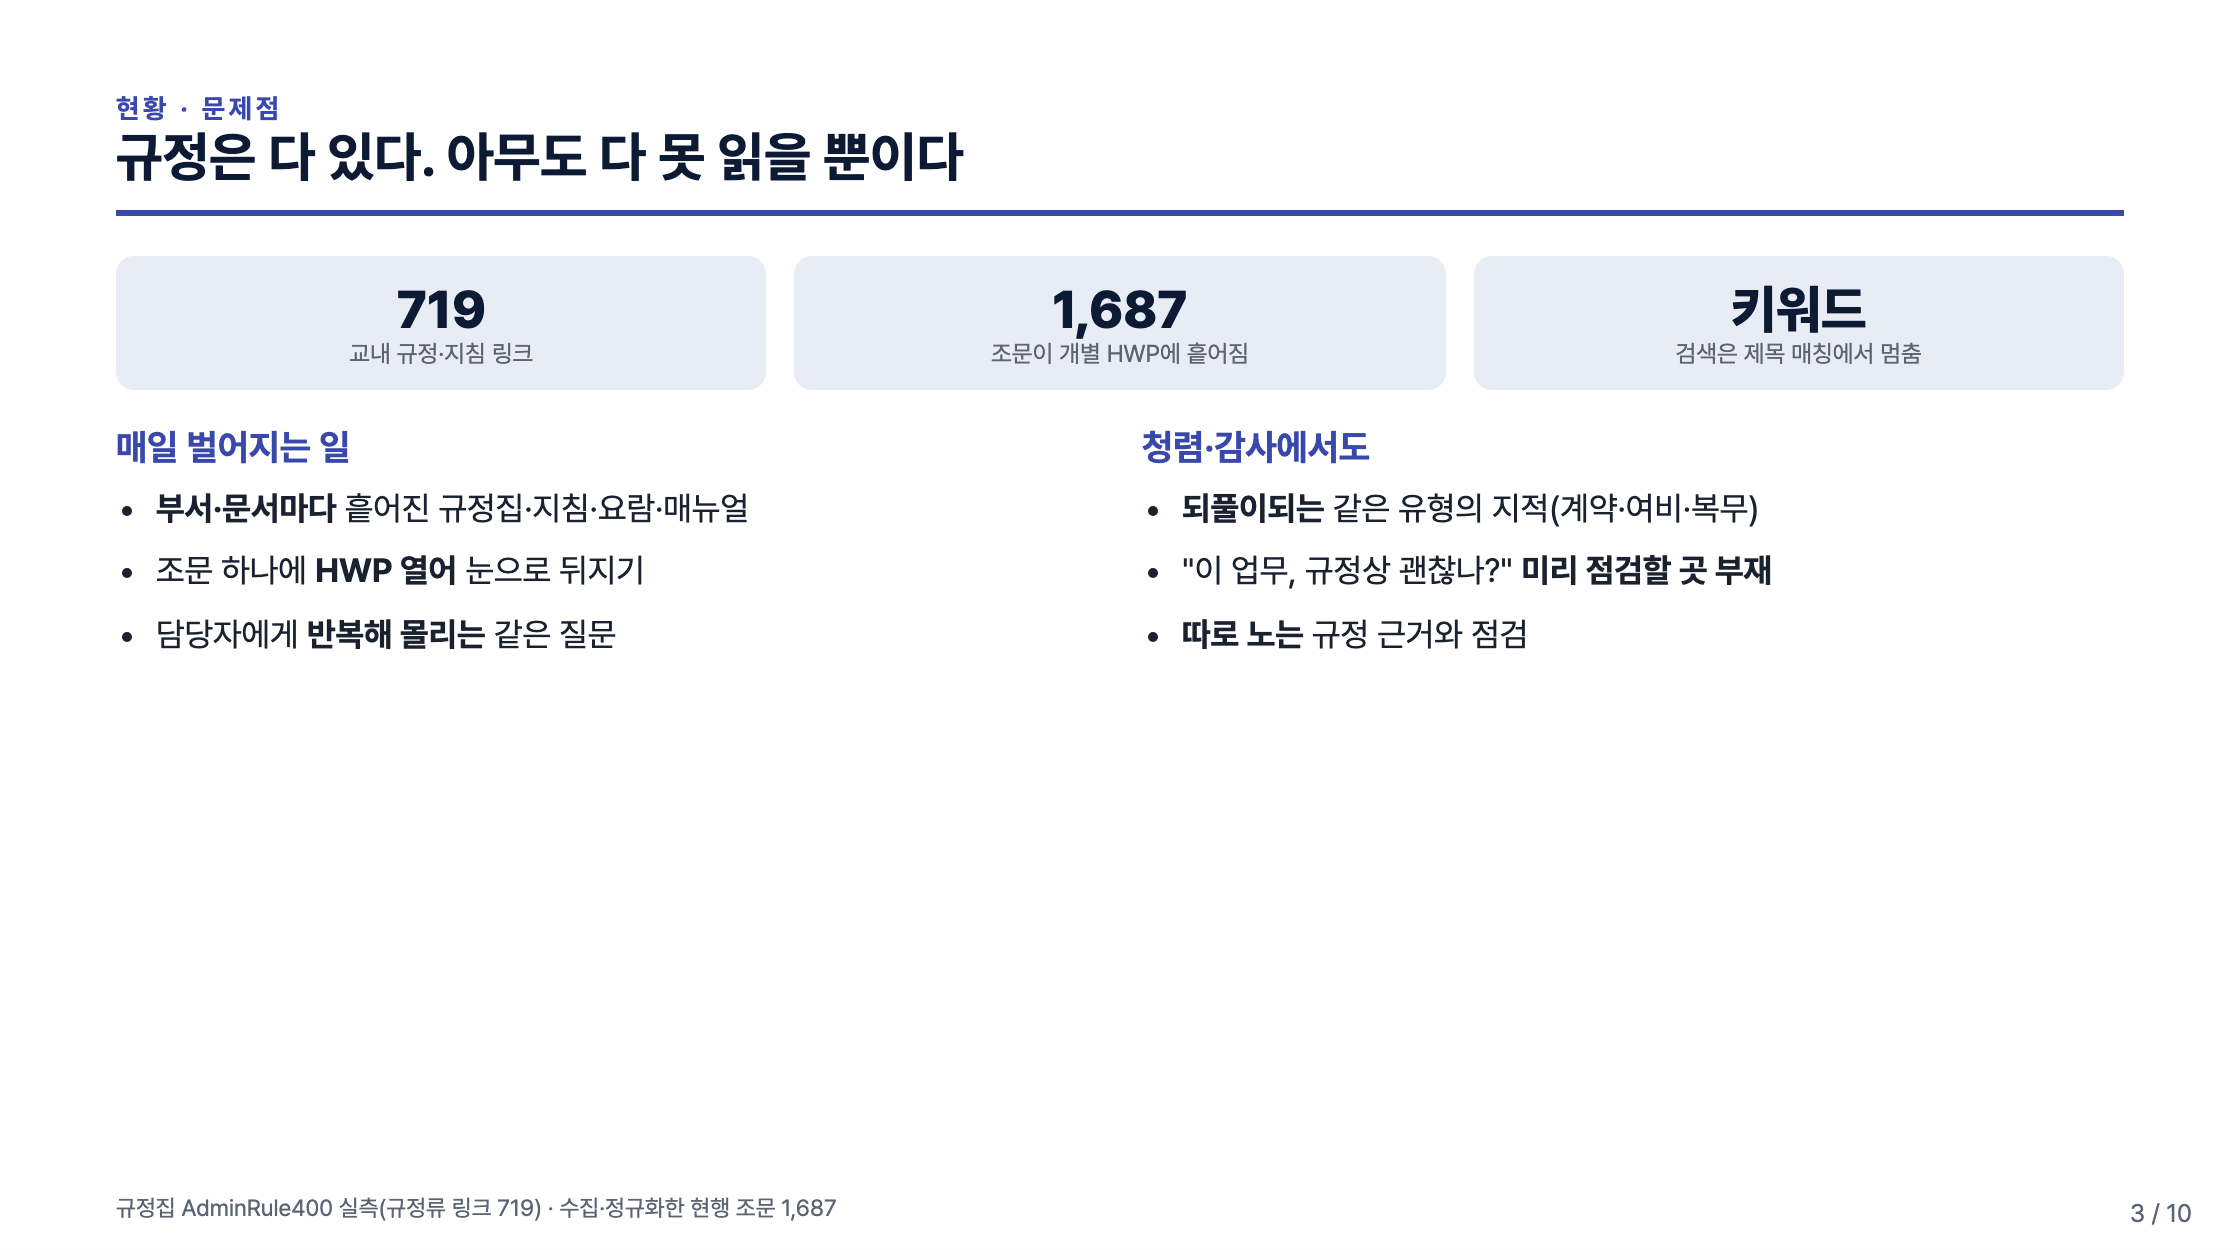 현황 · 문제점
규정은 다 있다. 아무도 다 못 읽을 뿐이다
719
교내 규정·지침 링크
1,687
조문이 개별 HWP에 흩어짐
키워드
검색은 제목 매칭에서 멈춤
매일 벌어지는 일
• 부서·문서마다 흩어진 규정집·지침·요람·매뉴얼
• 조문 하나에 HWP 열어 눈으로 뒤지기
• 담당자에게 반복해 몰리는 같은 질문
청렴·감사에서도
• 되풀이되는 같은 유형의 지적(계약·여비·복무)
• "이 업무, 규정상 괜찮나?" 미리 점검할 곳 부재
• 따로 노는 규정 근거와 점검
규정집 AdminRule400 실측(규정류 링크 719) · 수집·정규화한 현행 조문 1,687
3 / 10